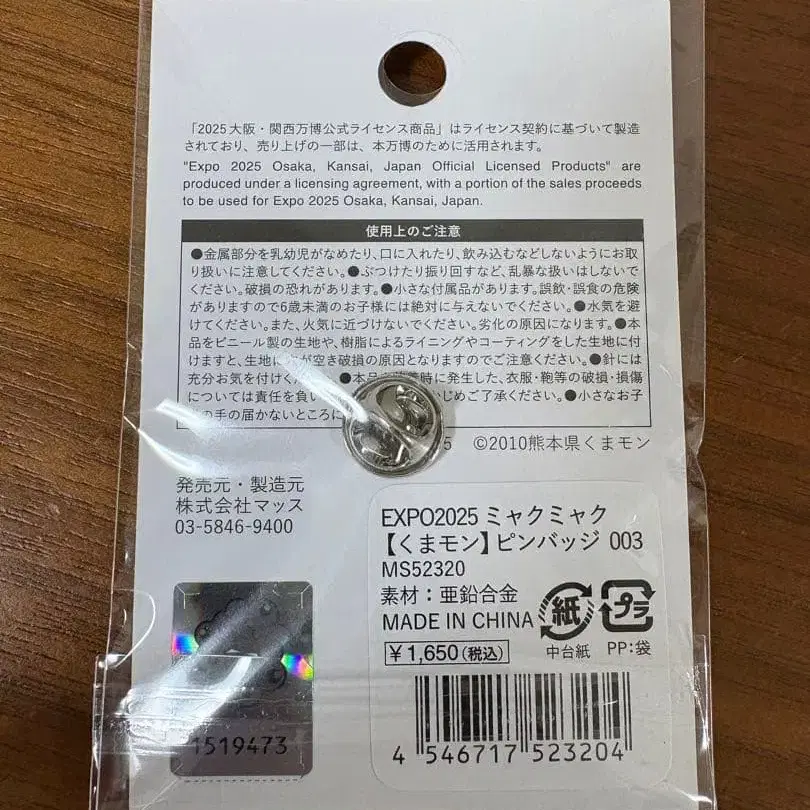 「2025大阪・関西万博公式ライセンス商品」はライセンス契約に基づいて製造
されており、売り上げの一部は、本万博のために活用されます。
"Expo 2025 Osaka, Kansai, Japan Official Licensed Products" are
produced under a licensing agreement, with a portion of the sales proceeds
to be used for Expo 2025 Osaka, Kansai, Japan.
使用上のご注意
●金属部分を乳幼児がなめたり、口に入れたり、飲み込むなどしないようにお取
り扱いに注意してください。●ぶつけたり振り回すなど、乱暴な扱いはしないで
ください。破損の恐れがあります。●小さな付属品があります。誤飲・誤食の危険
がありますので6歳未満のお子様には絶対に与えないでください。●水気を避
けてください。また、火気に近づけないでください。劣化の原因になります。●本
品をビニール製の生地や、樹脂によるライニングやコーティングをした生地に付
けますと、生地に が空き破損の原因となりますのでご注意ください。●針には
充分お気を付けくだ ●本品 着時に発生した、衣服・鞄等の破損・損傷
については責任を負い かじめご了承ください。●小さなお子
の手の届かないところに
5 ©2010熊本県くまモン
発売元・製造元
株式会社マッス
03-5846-9400
EXPO2025 ミャクミャク
【くまモン】ピンバッジ 003
MS52320
素材：亜鉛合金
MADE IN CHINA
紙 プラ
中台紙 PP:袋
¥1,650(税込)
1519473
4 546717 523204